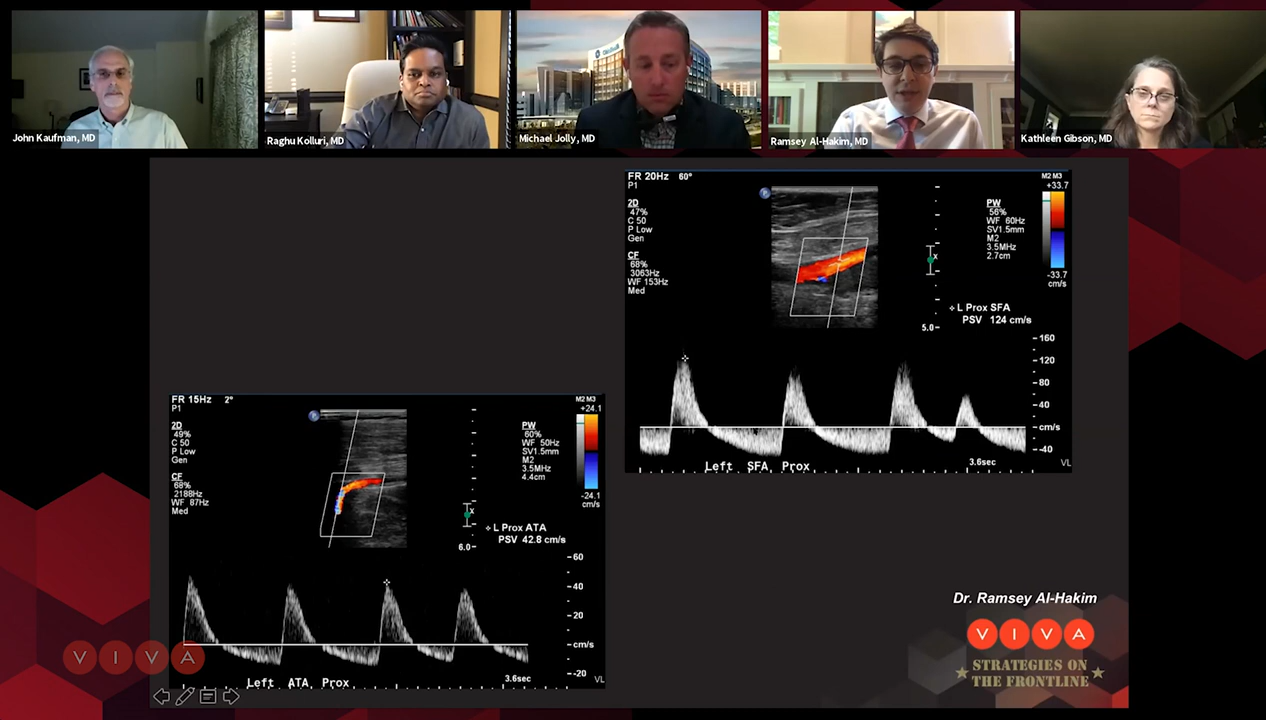 John Kaufman, MD
Raghu Kolluri, MD
Michael Jolly, MD
Ramsey Al-Hakim, MD
Kathleen Gibson, MD
FR 20Hz 60°
P1
2D
47%
C 50
P Low
Gen
CF
68%
3063Hz
WF 153Hz
Med
P
5.0
PW
56%
WF 60Hz
SV1.5mm
M2
3.5MHz
2.7cm
M2 M3
+33.7
-33.7
cm/s
x
L Prox SFA
PSV 124 cm/s
160
120
80
40
cm/s
-40
Left SFA Prox
3.6sec
VL
FR 15Hz 2°
P1
2D
49%
C 50
P Low
Gen
CF
68%
2188Hz
WF 87Hz
Med
P
6.0
PW
60%
WF 50Hz
SV1.5mm
M2
3.5MHz
4.4cm
M2 M3
+24.1
-24.1
cm/s
x
L Prox ATA
PSV 42.8 cm/s
60
40
20
cm/s
-20
Left ATA Prox
3.6sec
VL
VIVA
Dr. Ramsey Al-Hakim
VIVA
STRATEGIES ON
THE FRONTLINE